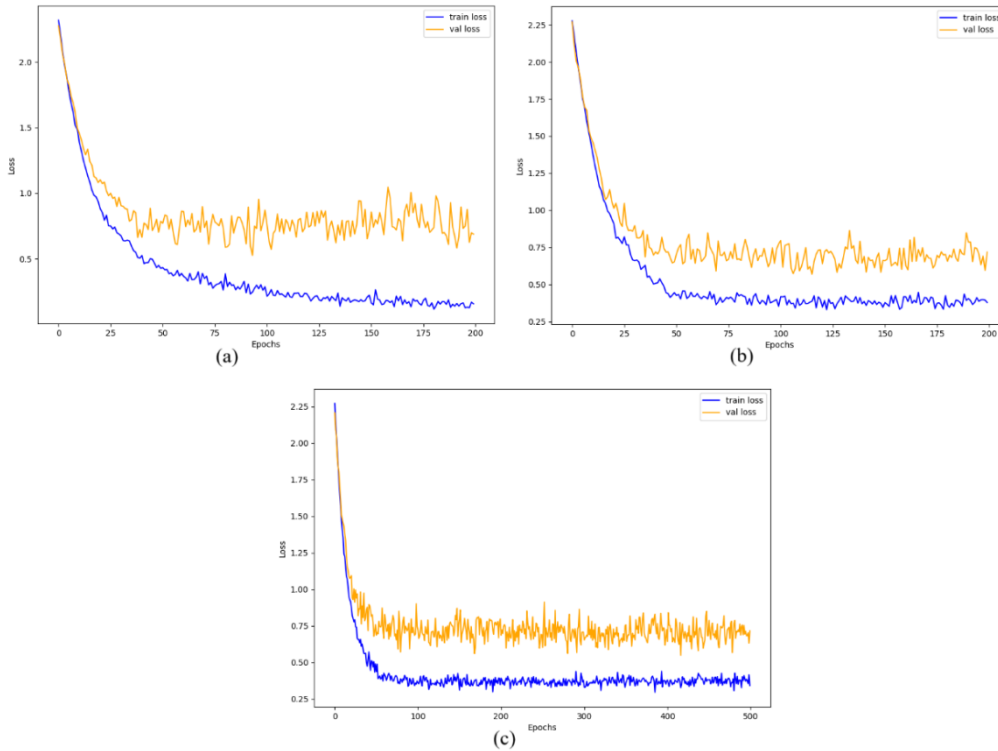 train loss
val loss
2.0
1.5
1.0
0.5
Loss
0 25 50 75 100 125 150 175 200
Epochs
(a)
train loss
val loss
2.25
2.00
1.75
1.50
1.25
1.00
0.75
0.50
0.25
Loss
0 25 50 75 100 125 150 175 200
Epochs
(b)
train loss
val loss
2.25
2.00
1.75
1.50
1.25
1.00
0.75
0.50
0.25
Loss
0 100 200 300 400 500
Epochs
(c)